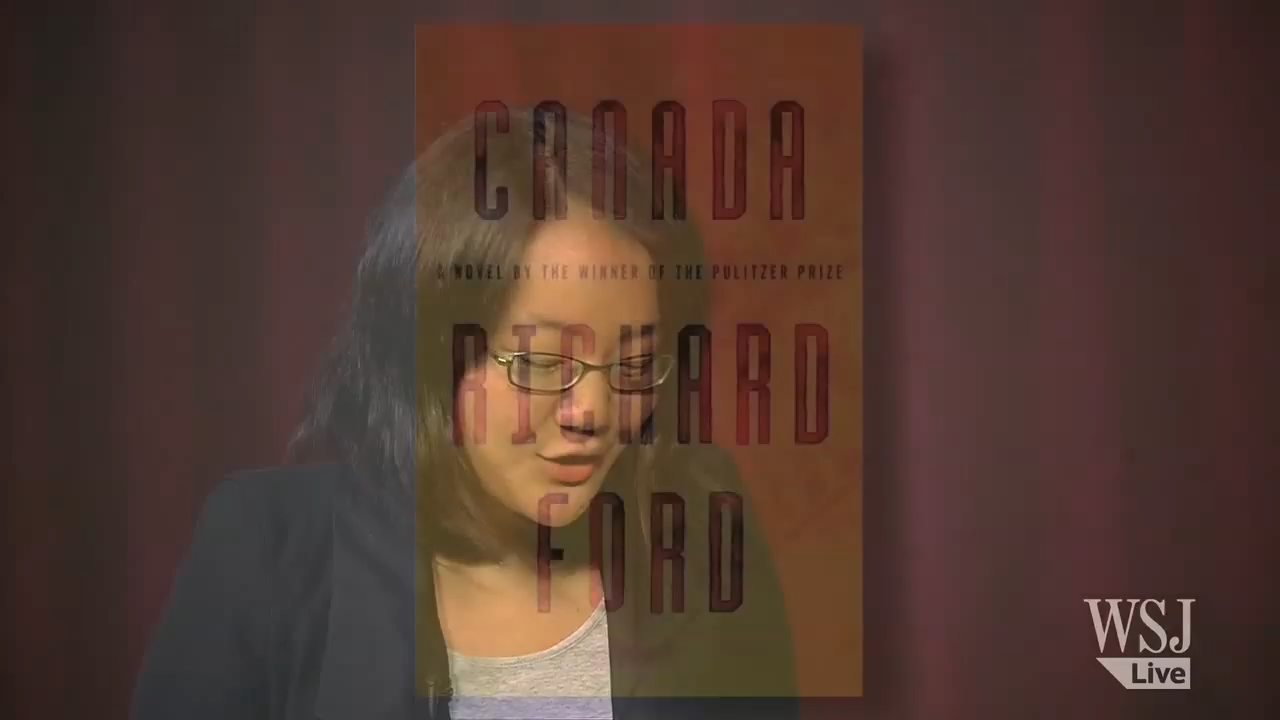 CANADA
A NOVEL BY THE WINNER OF THE PULITZER PRIZE
RICHARD
FORD
WSJ
Live